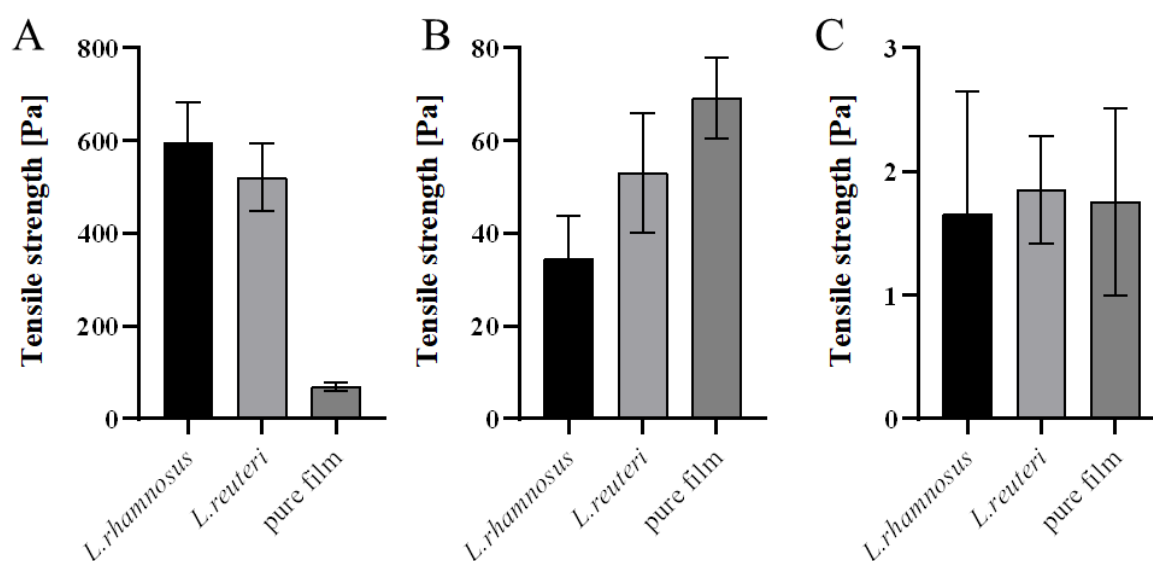 A
Tensile strength [Pa]
800
600
400
200
0
L.rhamnosus
L.reuteri
pure film
B
Tensile strength [Pa]
80
60
40
20
0
L.rhamnosus
L.reuteri
pure film
C
Tensile strength [Pa]
3
2
1
0
L.rhamnosus
L.reuteri
pure film